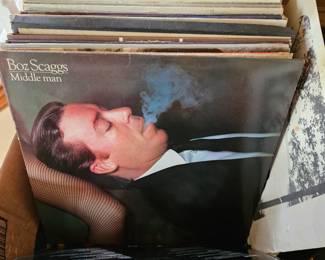 Boz Scaggs
Middle man